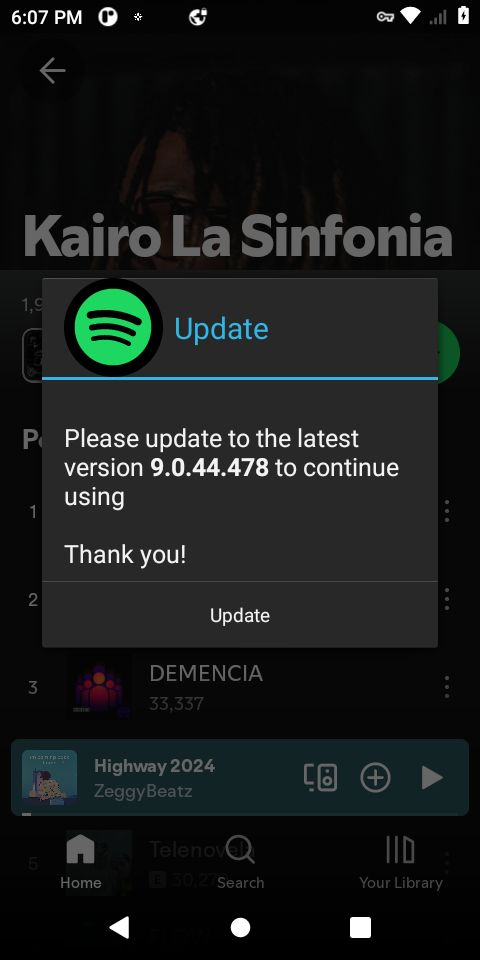 6:07 PM
Kairo La Sinfonia
1,9
Update
Please update to the latest
version 9.0.44.478 to continue
using
Thank you!
Update
1
2
3
DEMENCIA
33,337
Highway 2024
ZeggyBeatz
5
Telenovela
E 30,27
Home
Search
Your Library